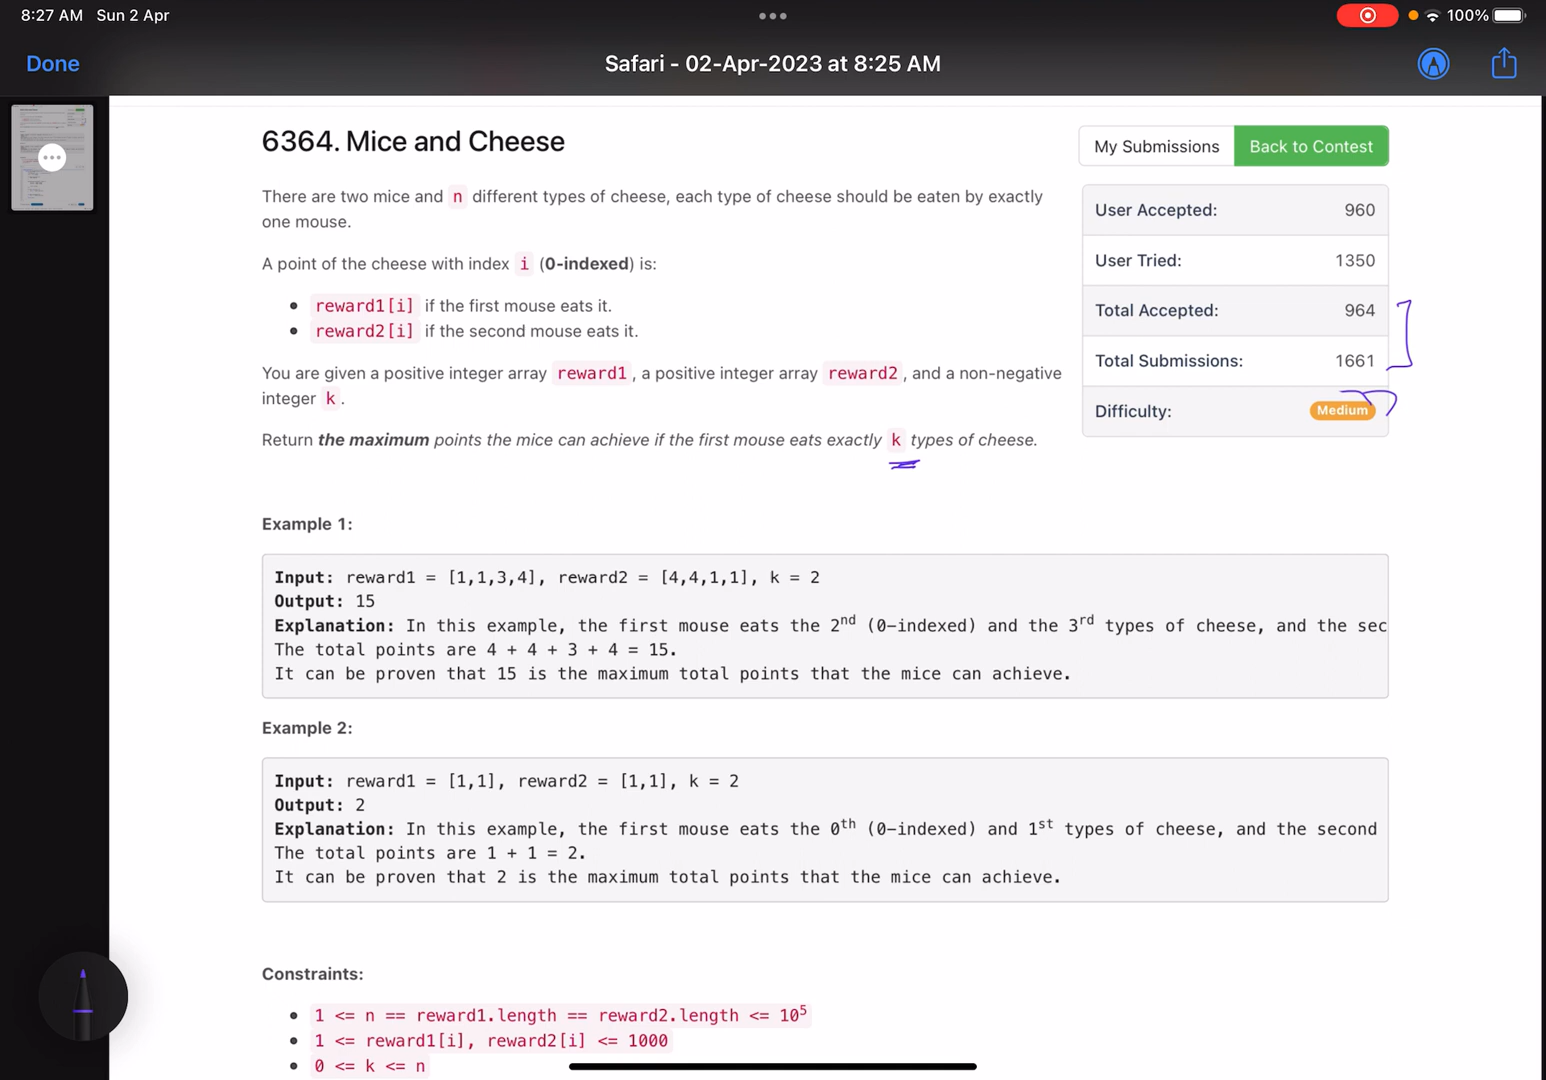 8:27 AM Sun 2 Apr
100%
Done
Safari - 02-Apr-2023 at 8:25 AM
6364. Mice and Cheese
My Submissions
Back to Contest
There are two mice and n different types of cheese, each type of cheese should be eaten by exactly
one mouse.
A point of the cheese with index i (0-indexed) is:
• reward1[i] if the first mouse eats it.
• reward2[i] if the second mouse eats it.
You are given a positive integer array reward1, a positive integer array reward2, and a non-negative
integer k.
Return the maximum points the mice can achieve if the first mouse eats exactly k types of cheese.
User Accepted: 960
User Tried: 1350
Total Accepted: 964
Total Submissions: 1661
Difficulty: Medium
Example 1:
Input: reward1 = [1,1,3,4], reward2 = [4,4,1,1], k = 2
Output: 15
Explanation: In this example, the first mouse eats the 2nd (0-indexed) and the 3rd types of cheese, and the sec
The total points are 4 + 4 + 3 + 4 = 15.
It can be proven that 15 is the maximum total points that the mice can achieve.
Example 2:
Input: reward1 = [1,1], reward2 = [1,1], k = 2
Output: 2
Explanation: In this example, the first mouse eats the 0th (0-indexed) and 1st types of cheese, and the second
The total points are 1 + 1 = 2.
It can be proven that 2 is the maximum total points that the mice can achieve.
Constraints:
• 1 <= n == reward1.length == reward2.length <= 10^5
• 1 <= reward1[i], reward2[i] <= 1000
• 0 <= k <= n